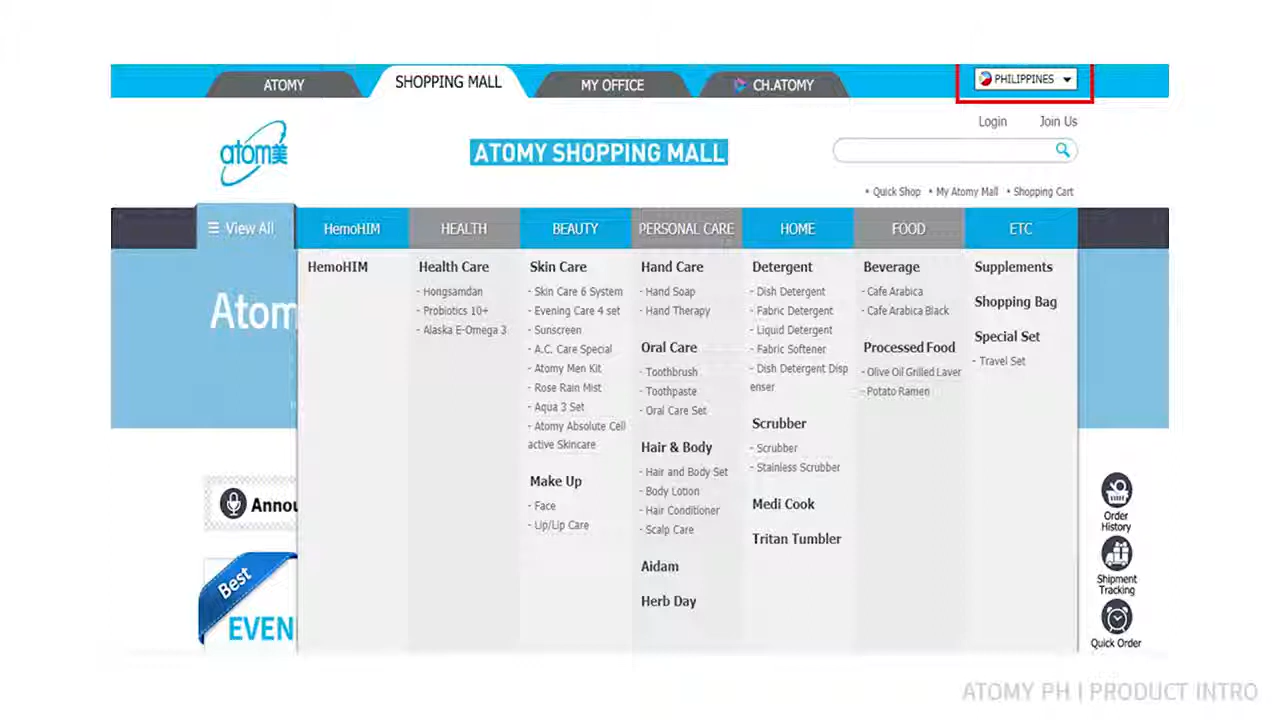 ATOMY
SHOPPING MALL
MY OFFICE
CH.ATOMY
PHILIPPINES
Login
Join Us
atom美
ATOMY SHOPPING MALL
• Quick Shop • My Atomy Mall • Shopping Cart
☰ View All
HemoHIM
HEALTH
BEAUTY
PERSONAL CARE
HOME
FOOD
ETC
Atom
HemoHIM
Health Care
- Hongsamdan
- Probiotics 10+
- Alaska E-Omega 3
Skin Care
- Skin Care 6 System
- Evening Care 4 set
- Sunscreen
- A.C. Care Special
- Atomy Men Kit
- Rose Rain Mist
- Aqua 3 Set
- Atomy Absolute Cell
active Skincare
Make Up
- Face
- Lip/Lip Care
Hand Care
- Hand Soap
- Hand Therapy
Oral Care
- Toothbrush
- Toothpaste
- Oral Care Set
Hair & Body
- Hair and Body Set
- Body Lotion
- Hair Conditioner
- Scalp Care
Aidam
Herb Day
Detergent
- Dish Detergent
- Fabric Detergent
- Liquid Detergent
- Fabric Softener
- Dish Detergent Disp
enser
Scrubber
- Scrubber
- Stainless Scrubber
Medi Cook
Tritan Tumbler
Beverage
- Cafe Arabica
- Cafe Arabica Black
Processed Food
- Olive Oil Grilled Laver
- Potato Ramen
Supplements
Shopping Bag
Special Set
- Travel Set
Annou
Best
EVEN
Order
History
Shipment
Tracking
Quick Order
ATOMY PH | PRODUCT INTRO